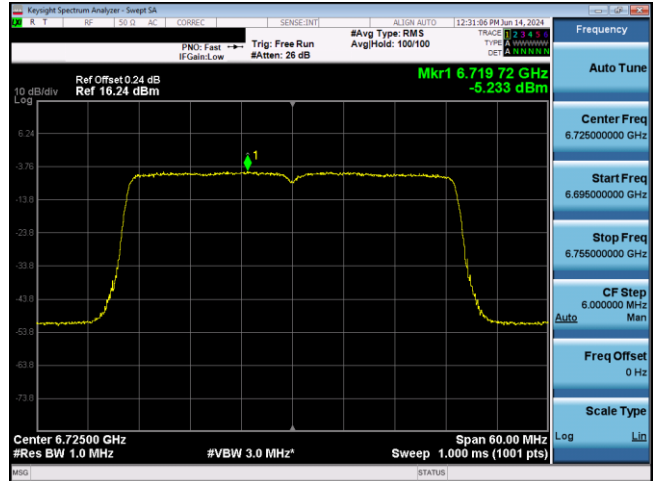 Keysight Spectrum Analyzer - Swept SA
R T RF 50 Ω AC CORREC SENSE:INT ALIGN AUTO 12:31:06 PM Jun 14, 2024
PNO: Fast IFGain:Low
Trig: Free Run
#Atten: 26 dB
#Avg Type: RMS
Avg|Hold: 100/100
TRACE 1 2 3 4 5 6
TYPE A WWWWW
DET A N N N N N
Frequency
Ref Offset 0.24 dB
10 dB/div Ref 16.24 dBm
Log
Mkr1 6.719 72 GHz
-5.233 dBm
6.24
-3.76
-13.8
-23.8
-33.8
-43.8
-53.8
-63.8
-73.8
1
Center 6.72500 GHz Span 60.00 MHz
#Res BW 1.0 MHz #VBW 3.0 MHz* Sweep 1.000 ms (1001 pts)
MSG STATUS
Auto Tune
Center Freq
6.725000000 GHz
Start Freq
6.695000000 GHz
Stop Freq
6.755000000 GHz
CF Step
6.000000 MHz
Auto Man
Freq Offset
0 Hz
Scale Type
Log Lin